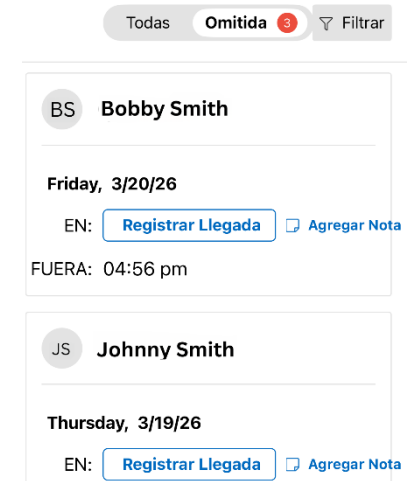 Todas Omitida 3 Filtrar
BS Bobby Smith
Friday, 3/20/26
EN: Registrar Llegada Agregar Nota
FUERA: 04:56 pm
JS Johnny Smith
Thursday, 3/19/26
EN: Registrar Llegada Agregar Nota